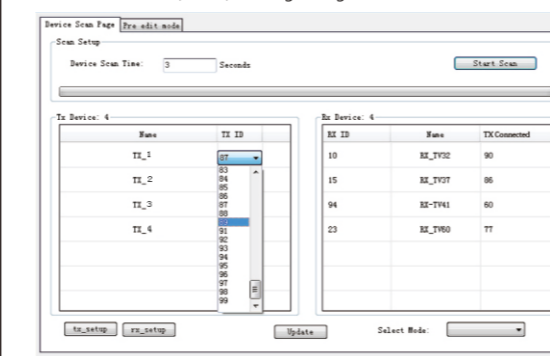 Device Scan Page Pre edit mode
Scan Setup
Device Scan Time: 3 Seconds Start Scan
Tx Device: 4
Name TX ID
TX_1 87
TX_2
TX_3
TX_4
83
84
85
86
87
88
91
92
93
94
95
96
97
98
99
Rx Device: 4
RX ID Name TX Connected
10 RX_TV32 90
15 RX_TV37 86
94 RX-TV41 60
23 RX_TV60 77
tx_setup rx_setup Update Select Mode: